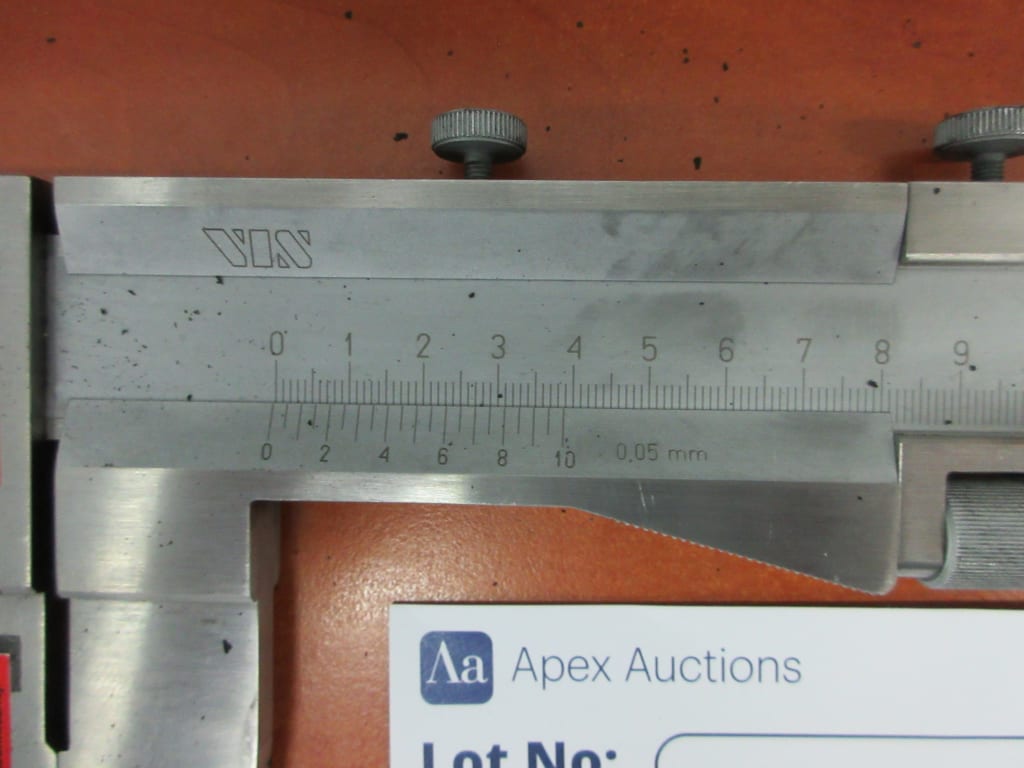 VIS
0 1 2 3 4 5 6 7 8 9
0 2 4 6 8 10 0,05 mm
Aa Apex Auctions
Lot No: